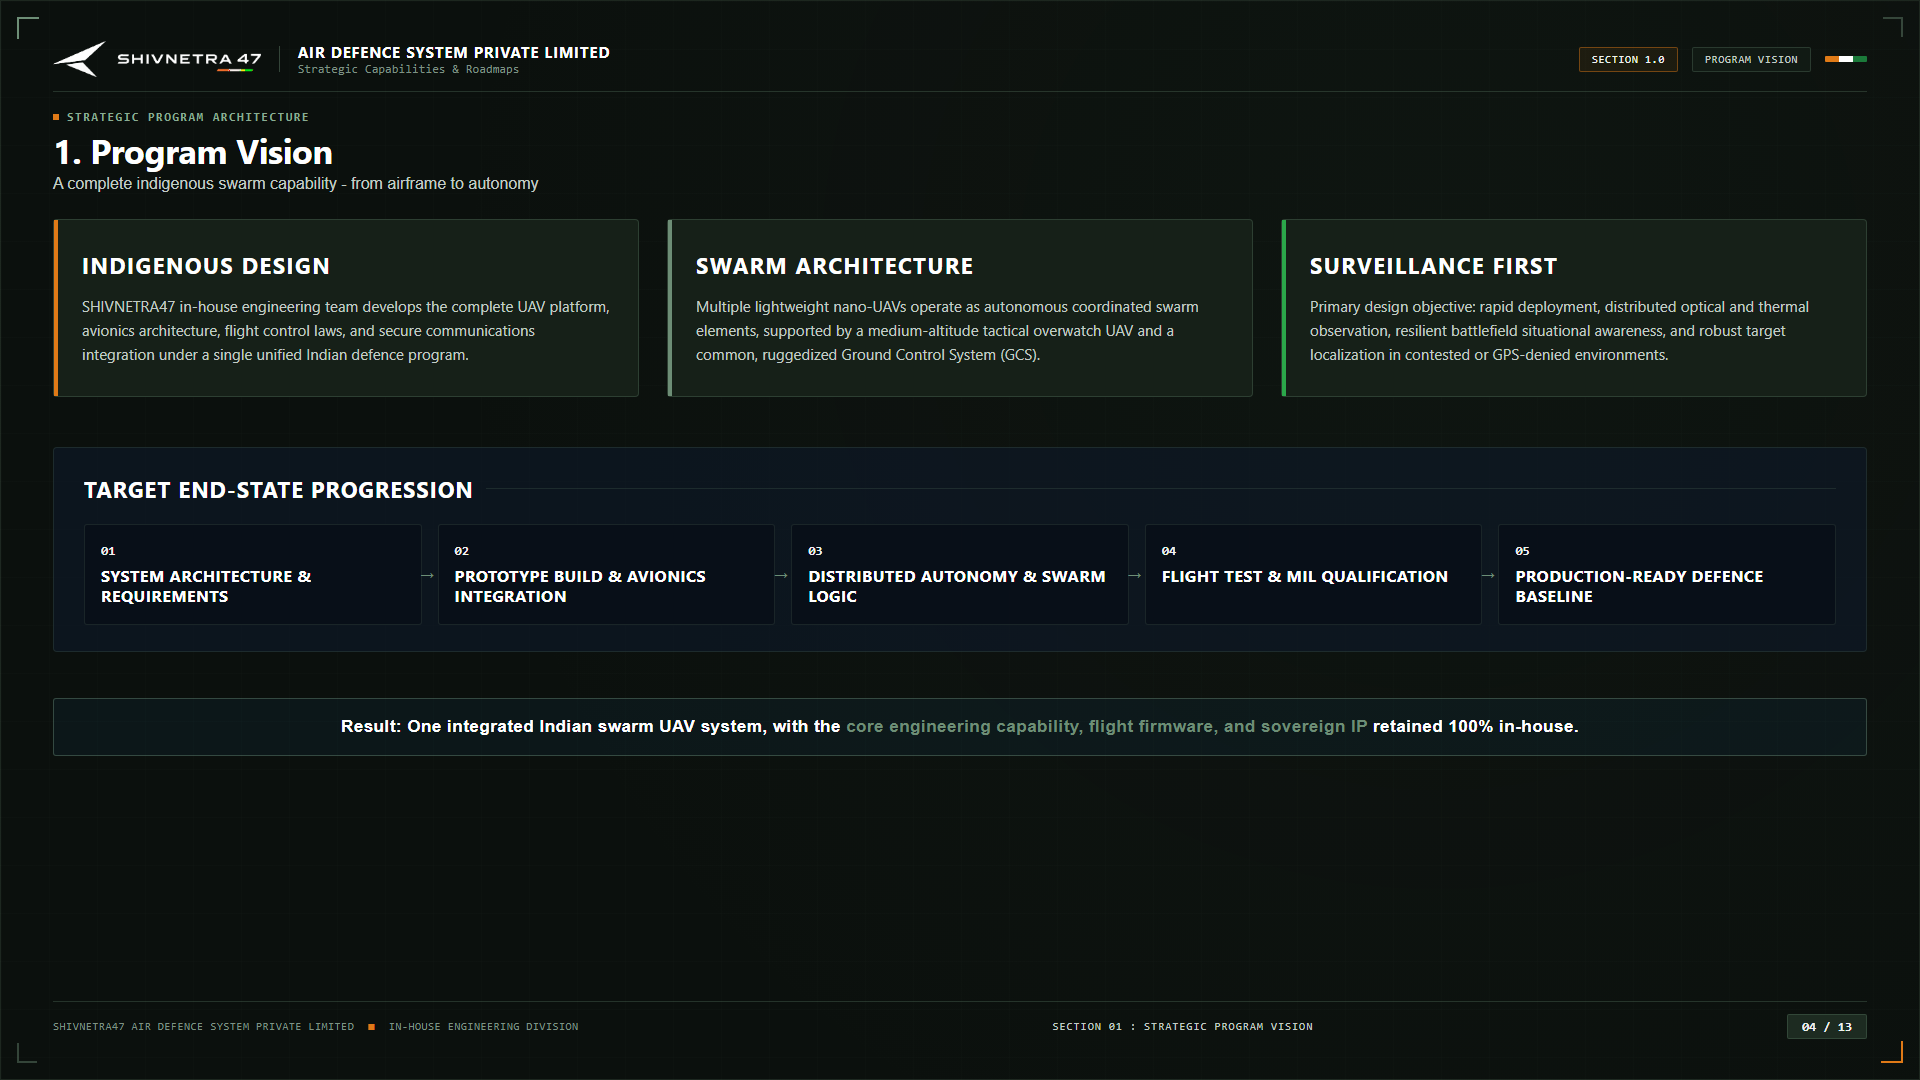 SHIVNETRA 47
AIR DEFENCE SYSTEM PRIVATE LIMITED
Strategic Capabilities & Roadmaps
SECTION 1.0
PROGRAM VISION
STRATEGIC PROGRAM ARCHITECTURE
1. Program Vision
A complete indigenous swarm capability - from airframe to autonomy
INDIGENOUS DESIGN
SHIVNETRA47 in-house engineering team develops the complete UAV platform,
avionics architecture, flight control laws, and secure communications
integration under a single unified Indian defence program.
SWARM ARCHITECTURE
Multiple lightweight nano-UAVs operate as autonomous coordinated swarm
elements, supported by a medium-altitude tactical overwatch UAV and a
common, ruggedized Ground Control System (GCS).
SURVEILLANCE FIRST
Primary design objective: rapid deployment, distributed optical and thermal
observation, resilient battlefield situational awareness, and robust target
localization in contested or GPS-denied environments.
TARGET END-STATE PROGRESSION
01
SYSTEM ARCHITECTURE &
REQUIREMENTS
→
02
PROTOTYPE BUILD & AVIONICS
INTEGRATION
→
03
DISTRIBUTED AUTONOMY & SWARM
LOGIC
→
04
FLIGHT TEST & MIL QUALIFICATION
→
05
PRODUCTION-READY DEFENCE
BASELINE
Result: One integrated Indian swarm UAV system, with the core engineering capability, flight firmware, and sovereign IP retained 100% in-house.
SHIVNETRA47 AIR DEFENCE SYSTEM PRIVATE LIMITED
IN-HOUSE ENGINEERING DIVISION
SECTION 01 : STRATEGIC PROGRAM VISION
04 / 13